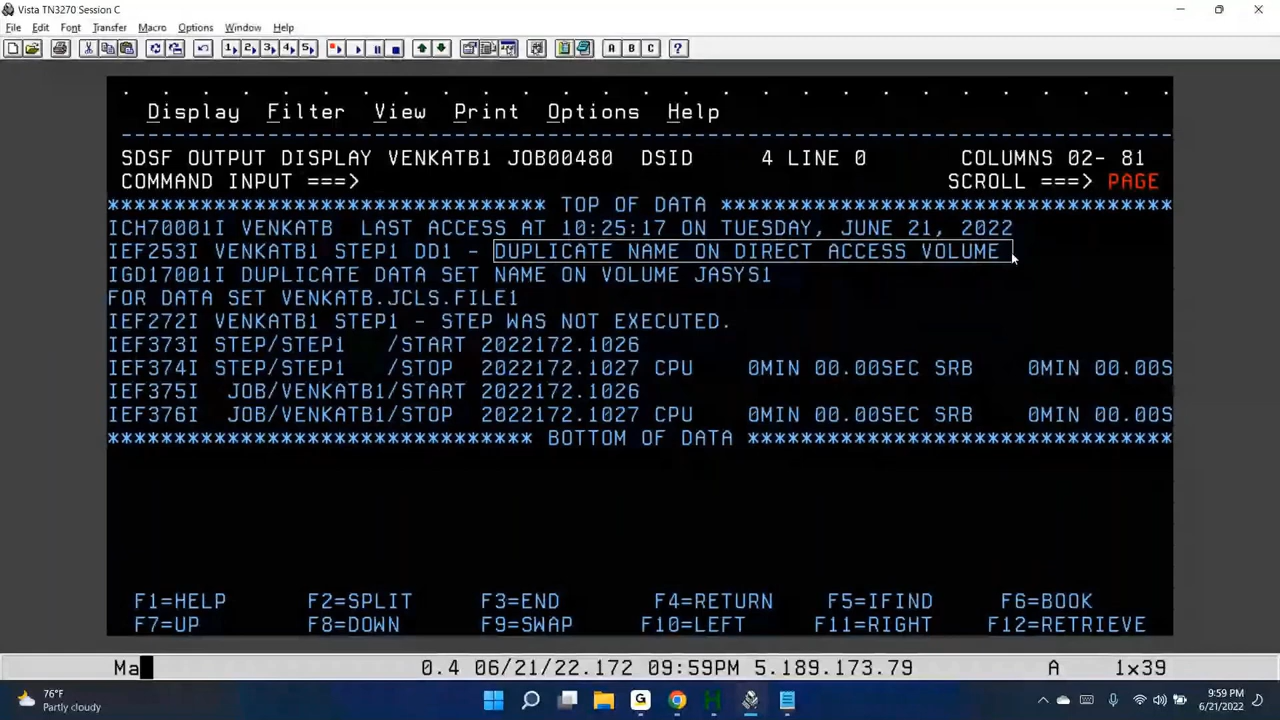 Vista TN3270 Session C
File Edit Font Transfer Macro Options Window Help
1 2 3 4 5 A B C ?
Display Filter View Print Options Help
SDSF OUTPUT DISPLAY VENKATB1 JOB00480 DSID 4 LINE 0 COLUMNS 02- 81
COMMAND INPUT ===> SCROLL ===> PAGE
******************************** TOP OF DATA **********************************
ICH70001I VENKATB LAST ACCESS AT 10:25:17 ON TUESDAY, JUNE 21, 2022
IEF253I VENKATB1 STEP1 DD1 - DUPLICATE NAME ON DIRECT ACCESS VOLUME
IGD17001I DUPLICATE DATA SET NAME ON VOLUME JASYS1
FOR DATA SET VENKATB.JCLS.FILE1
IEF272I VENKATB1 STEP1 - STEP WAS NOT EXECUTED.
IEF373I STEP/STEP1 /START 2022172.1026
IEF374I STEP/STEP1 /STOP 2022172.1027 CPU 0MIN 00.00SEC SRB 0MIN 00.00S
IEF375I JOB/VENKATB1/START 2022172.1026
IEF376I JOB/VENKATB1/STOP 2022172.1027 CPU 0MIN 00.00SEC SRB 0MIN 00.00S
******************************* BOTTOM OF DATA ********************************
F1=HELP F2=SPLIT F3=END F4=RETURN F5=IFIND F6=BOOK
F7=UP F8=DOWN F9=SWAP F10=LEFT F11=RIGHT F12=RETRIEVE
Ma 0.4 06/21/22.172 09:59PM 5.189.173.79 A 1x39
76°F
Partly cloudy
9:59 PM
6/21/2022